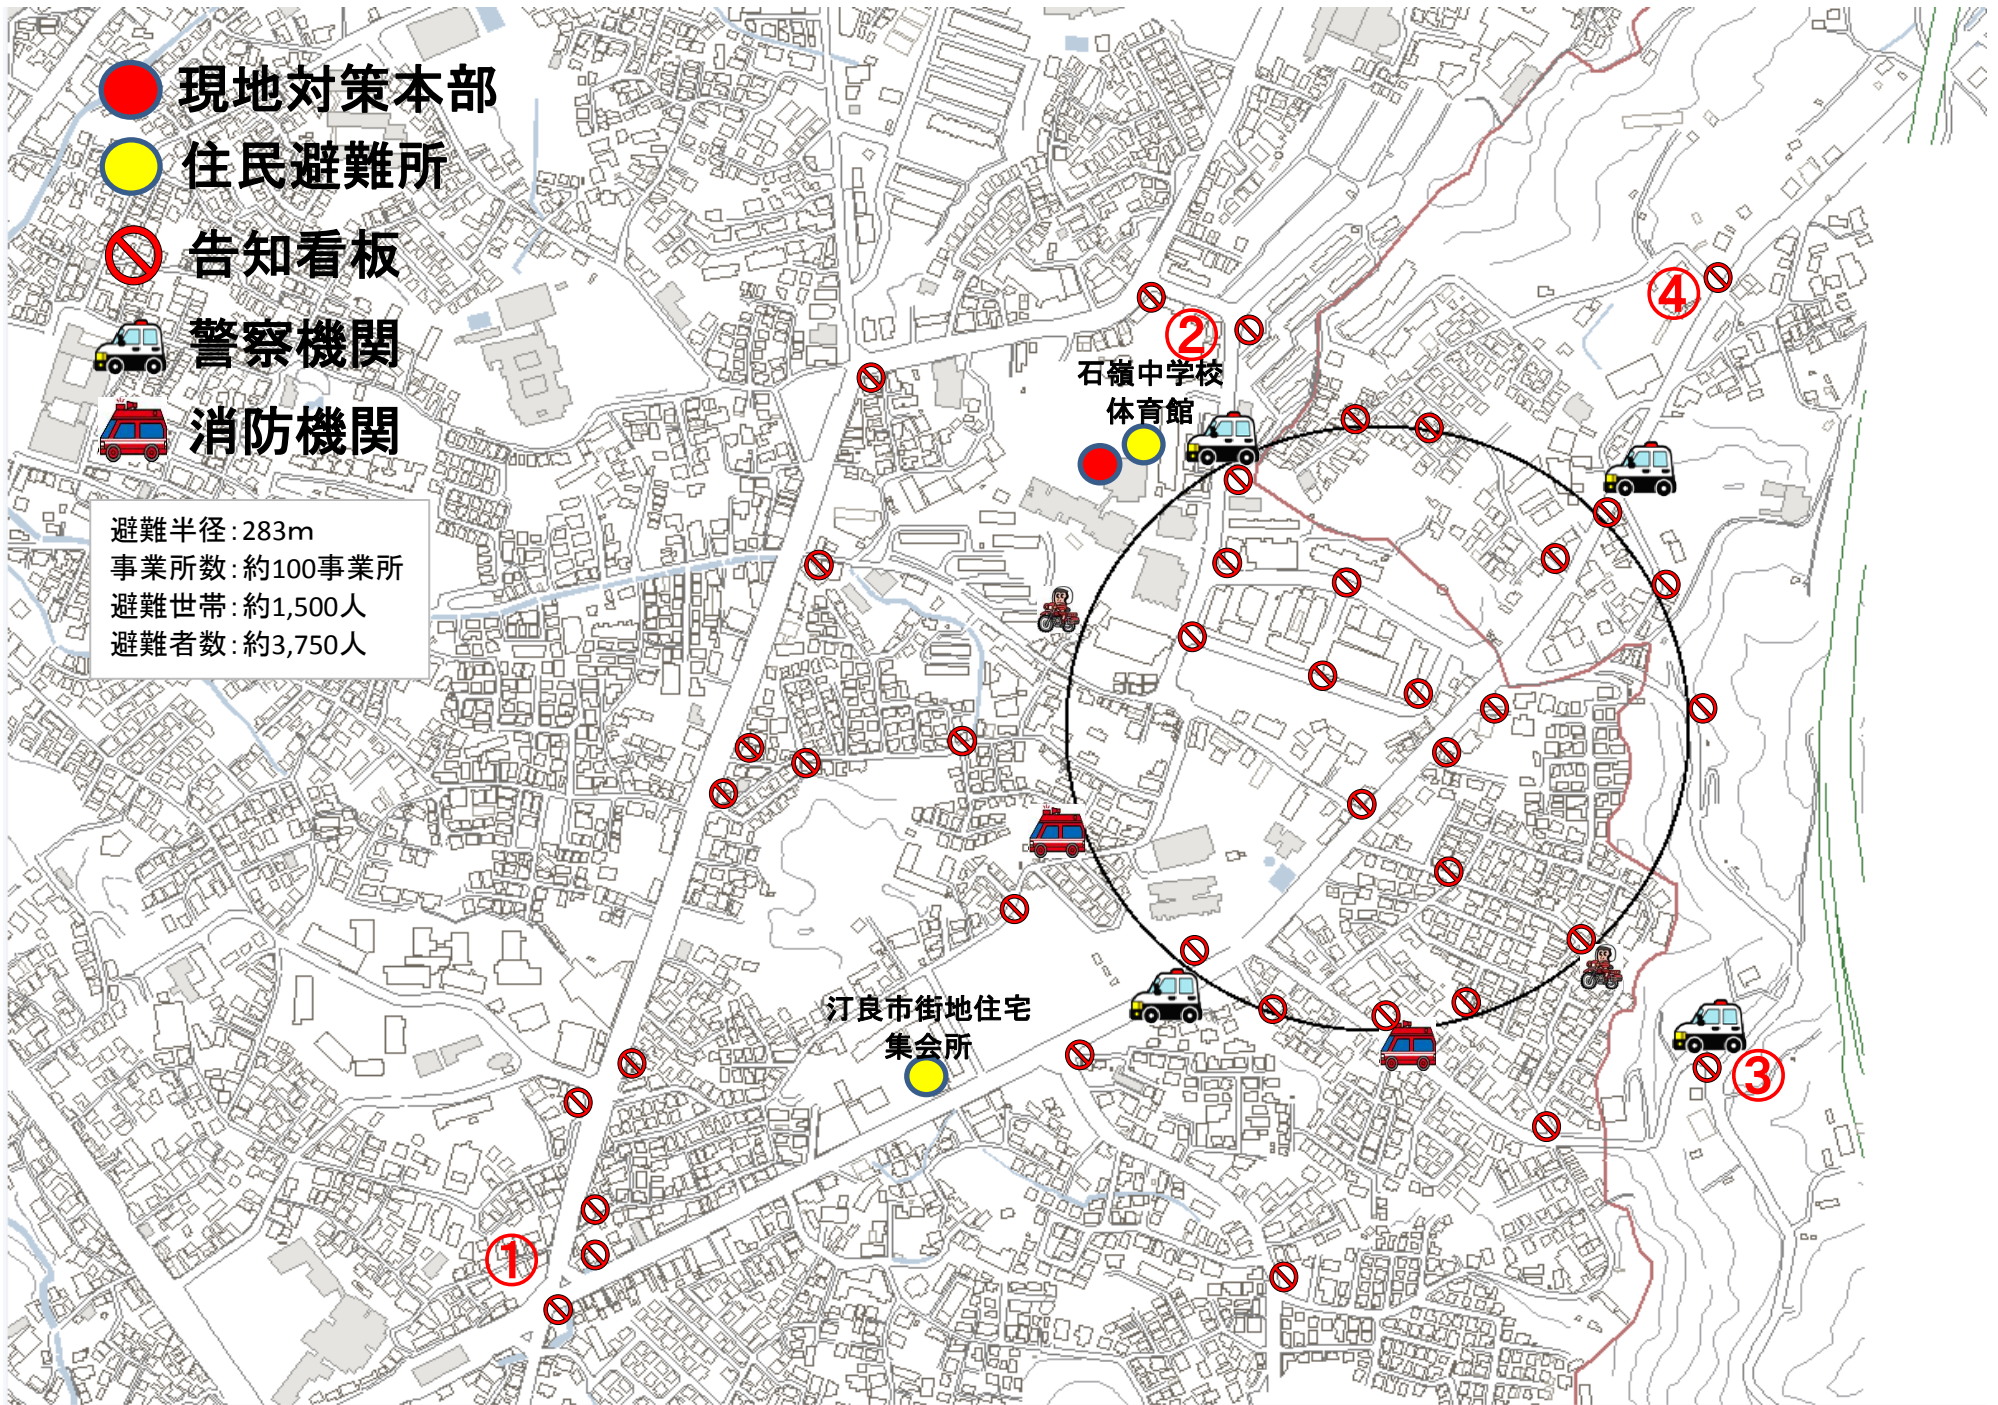 現地対策本部
住民避難所
告知看板
警察機関
消防機関
避難半径：283m
事業所数：約100事業所
避難世帯：約1,500人
避難者数：約3,750人
②
④
石嶺中学校
体育館
汀良市街地住宅
集会所
③
①